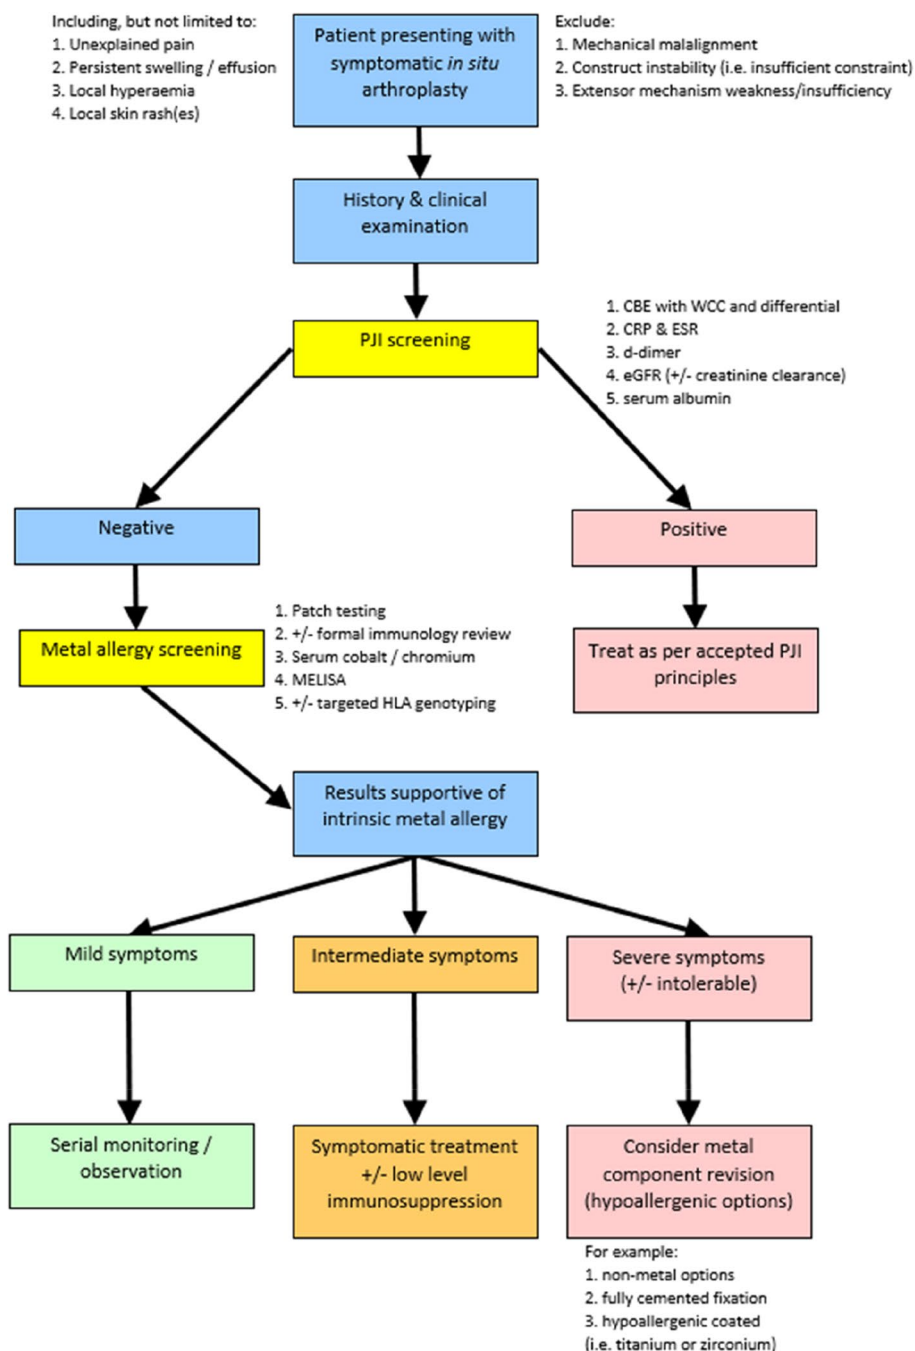 Including, but not limited to:
1. Unexplained pain
2. Persistent swelling / effusion
3. Local hyperaemia
4. Local skin rash(es)
Patient presenting with
symptomatic in situ
arthroplasty
Exclude:
1. Mechanical malalignment
2. Construct instability (i.e. insufficient constraint)
3. Extensor mechanism weakness/insufficiency
History & clinical
examination
PJI screening
1. CBE with WCC and differential
2. CRP & ESR
3. d-dimer
4. eGFR (+/- creatinine clearance)
5. serum albumin
Negative
Positive
Metal allergy screening
1. Patch testing
2. +/- formal immunology review
3. Serum cobalt / chromium
4. MELISA
5. +/- targeted HLA genotyping
Treat as per accepted PJI
principles
Results supportive of
intrinsic metal allergy
Mild symptoms
Intermediate symptoms
Severe symptoms
(+/- intolerable)
Serial monitoring /
observation
Symptomatic treatment
+/- low level
immunosuppression
Consider metal
component revision
(hypoallergenic options)
For example:
1. non-metal options
2. fully cemented fixation
3. hypoallergenic coated
(i.e. titanium or zirconium)